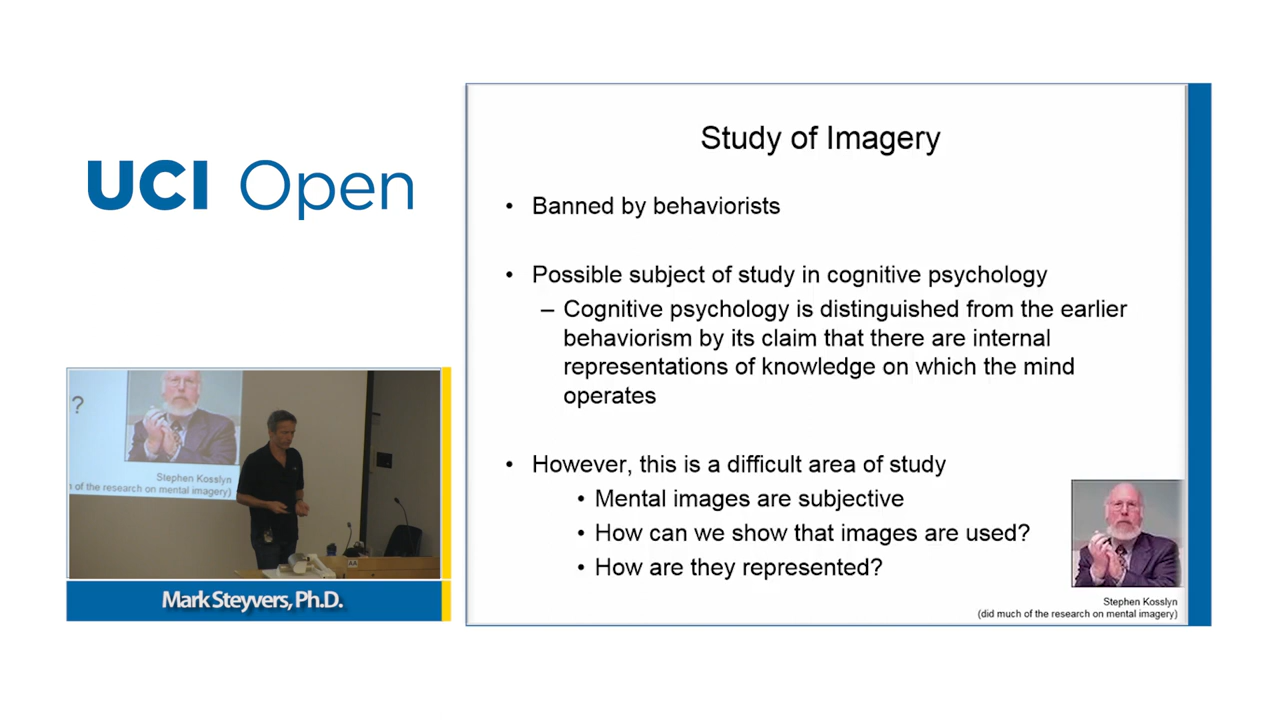 UCI Open
Study of Imagery
• Banned by behaviorists
• Possible subject of study in cognitive psychology
– Cognitive psychology is distinguished from the earlier
behaviorism by its claim that there are internal
representations of knowledge on which the mind
operates
• However, this is a difficult area of study
• Mental images are subjective
• How can we show that images are used?
• How are they represented?
Stephen Kosslyn
(did much of the research on mental imagery)
?
Stephen Kosslyn
of the research on mental imagery)
Mark Steyvers, Ph.D.